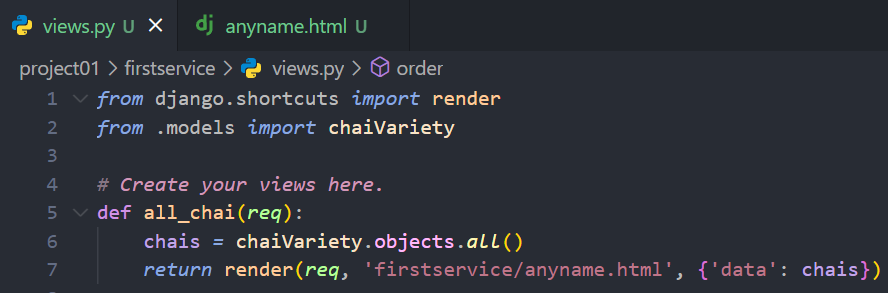 views.py U × dj anyname.html U
project01 > firstservice > views.py > order
1 from django.shortcuts import render
2 from .models import chaiVariety
3
4 # Create your views here.
5 def all_chai(req):
6     chais = chaiVariety.objects.all()
7     return render(req, 'firstservice/anyname.html', {'data': chais})